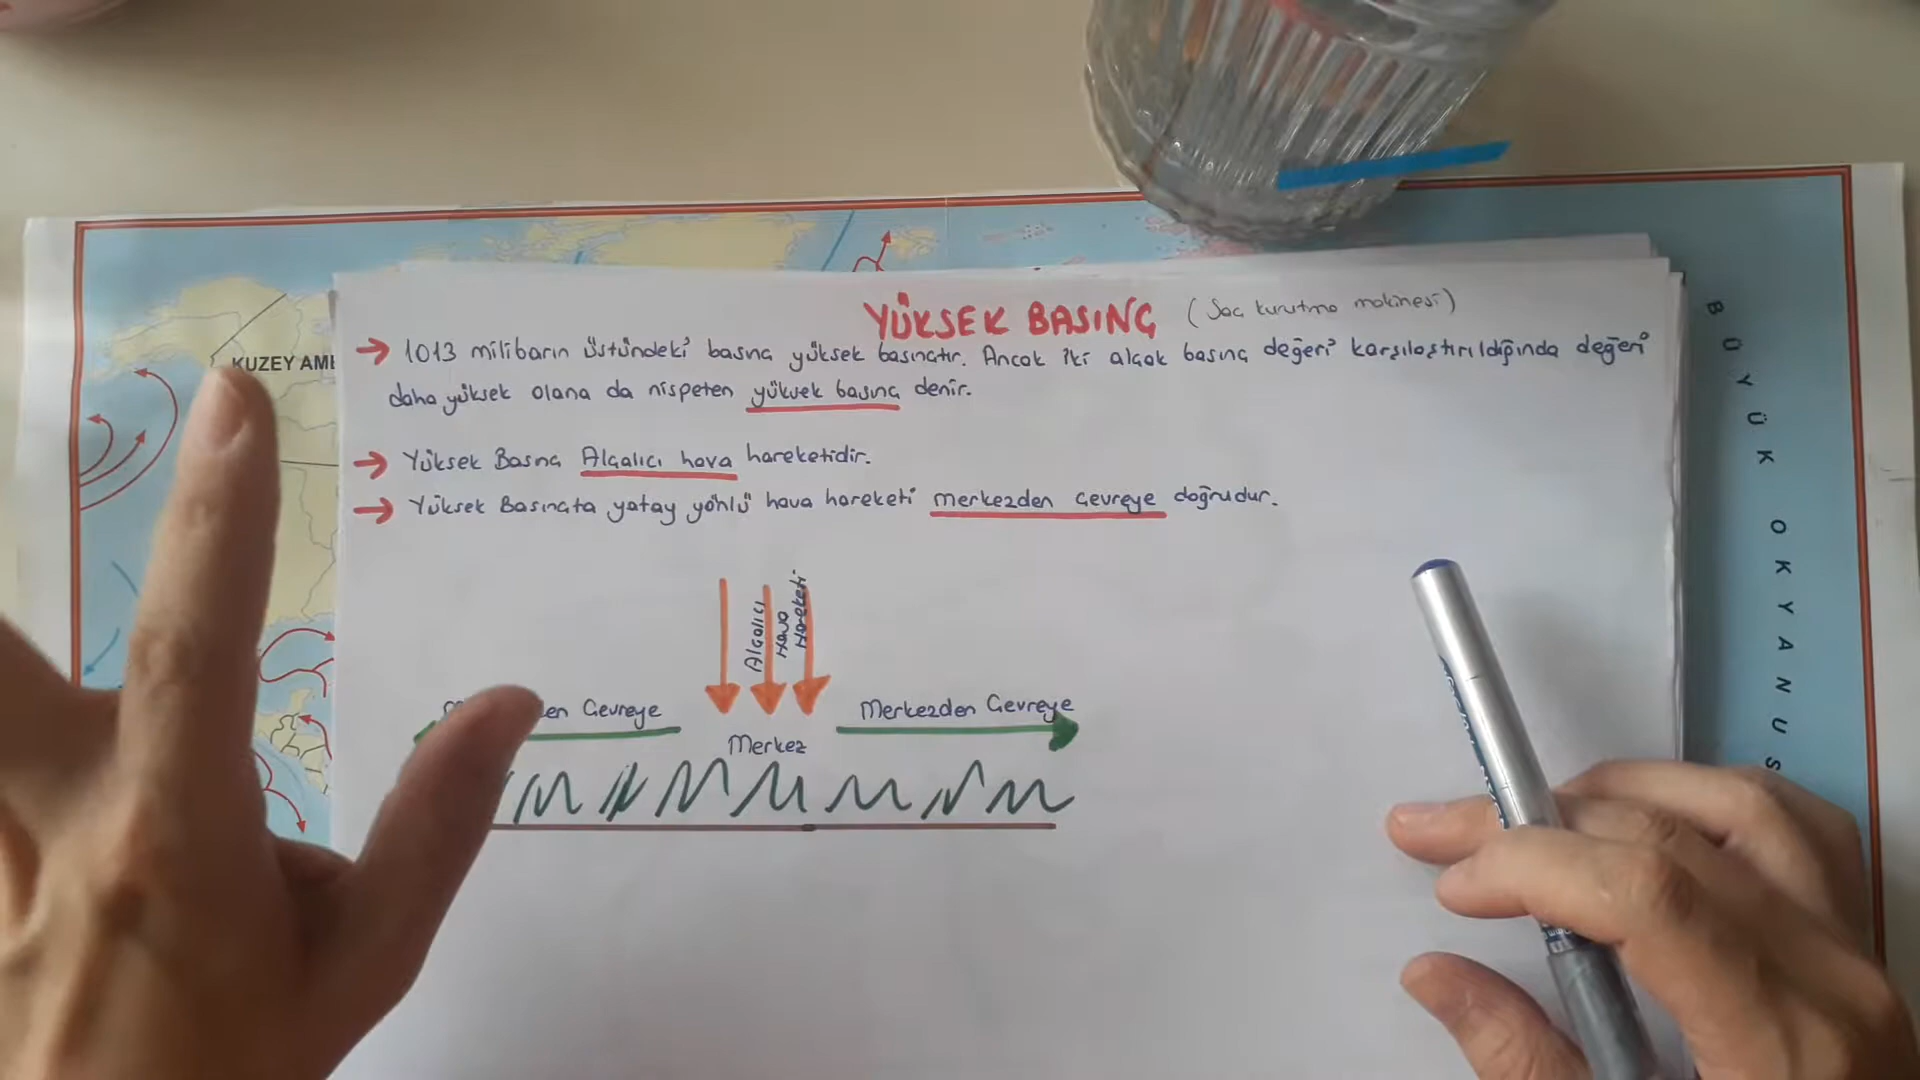 YÜKSEK BASINÇ (Saç kurutma makinesi)
→ 1013 milibarın üstündeki basınç yüksek basınçtır. Ancak iki alçak basınç değeri karşılaştırıldığında değeri
daha yüksek olana da nispeten yüksek basınç denir.
→ Yüksek Basınç Alçalıcı hava hareketidir.
→ Yüksek Basınçta yatay yönlü hava hareketi merkezden çevreye doğrudur.
Alçalıcı
Hava
Hareketi
Çevreye
Merkezden Çevreye
Merkez
KUZEY AME
BÜYÜK OKYANUS